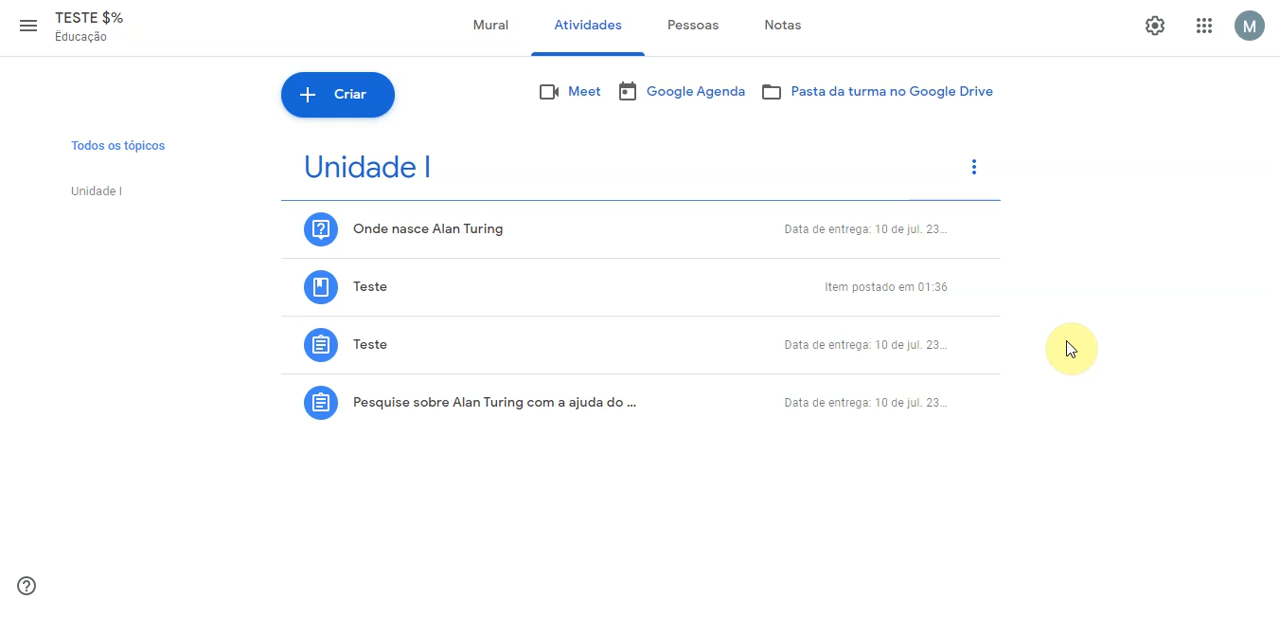 TESTE $%
Educação
Mural
Atividades
Pessoas
Notas
M
Criar
Meet
Google Agenda
Pasta da turma no Google Drive
Todos os tópicos
Unidade I
Unidade I
Onde nasce Alan Turing
Data de entrega: 10 de jul. 23...
Teste
Item postado em 01:36
Teste
Data de entrega: 10 de jul. 23...
Pesquise sobre Alan Turing com a ajuda do ...
Data de entrega: 10 de jul. 23...